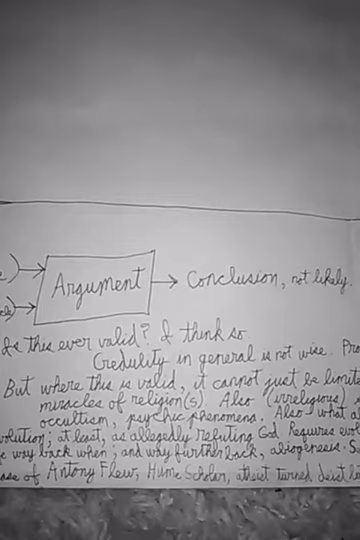 Argument
Conclusion, not likely.
Is this ever valid? I think so
Credulity in general is not wise.
But where this is valid, it cannot just be
miracles of religion(s). Also (irreligious)
occultism, psychic phenomena. Also what
at least, as allegedly refuting God requires
way back when; and way further back, abiogenesis.
of Antony Flew, Hume Scholar, atheist turned deist